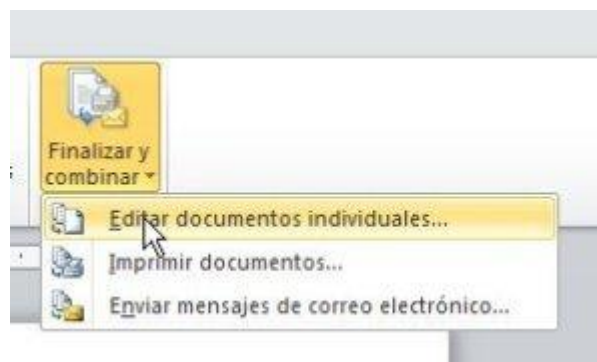 Finalizar y
combinar
Editar documentos individuales...
Imprimir documentos...
Enviar mensajes de correo electrónico...